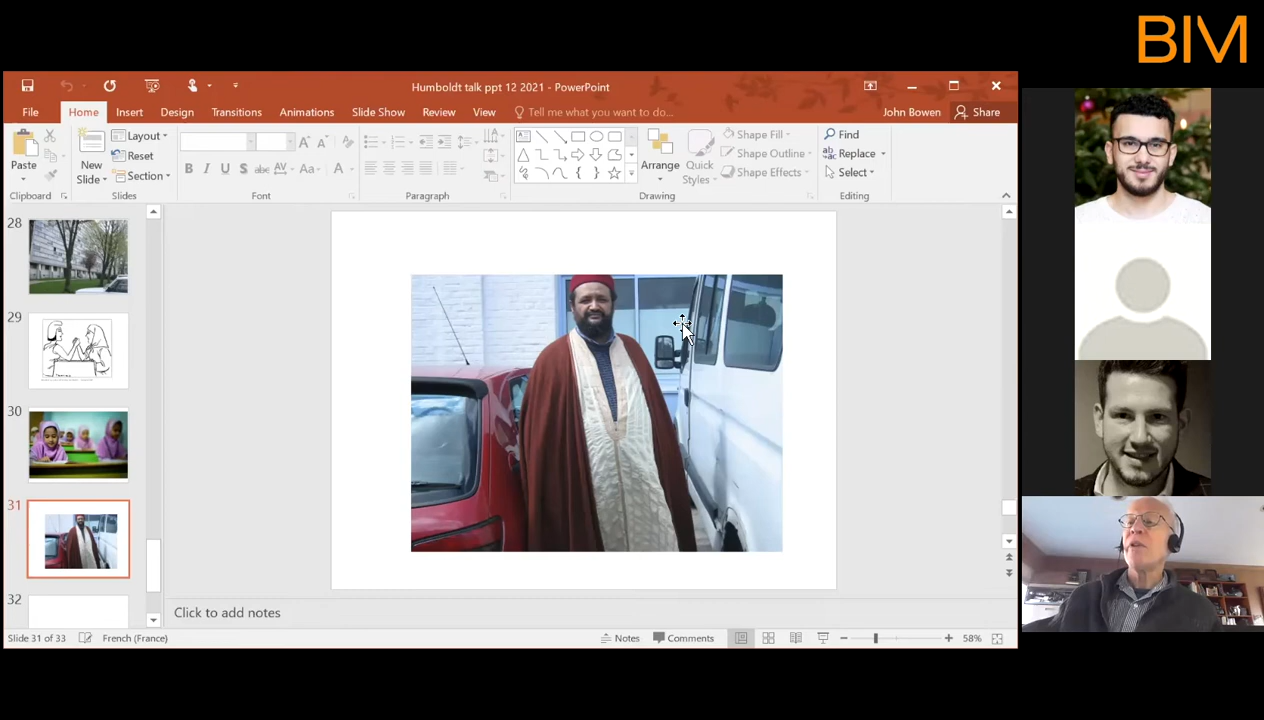 BIM
Humboldt talk ppt 12 2021 - PowerPoint
File Home Insert Design Transitions Animations Slide Show Review View Tell me what you want to do... John Bowen Share
Paste
Clipboard
New
Slide
Layout
Reset
Section
Slides
B I U S abc AV Aa A
Font
Paragraph
Arrange
Quick
Styles
Shape Fill
Shape Outline
Shape Effects
Drawing
Find
Replace
Select
Editing
28
29
30
31
32
Click to add notes
Slide 31 of 33 French (France) Notes Comments 58%